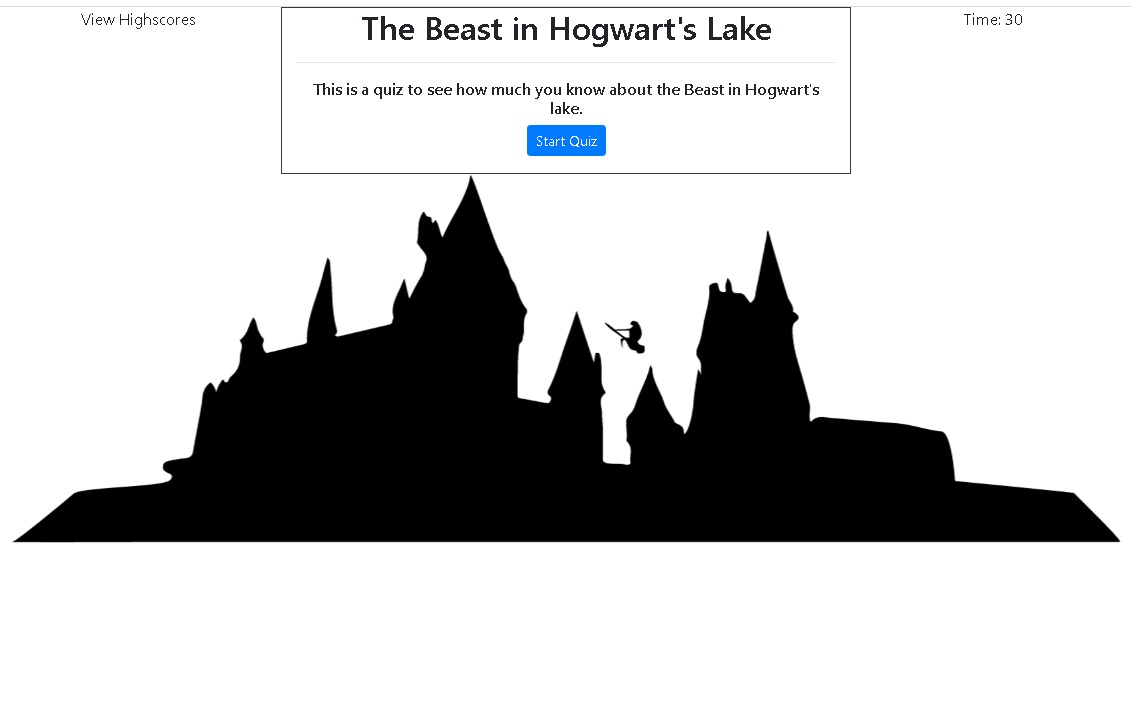 View Highscores
The Beast in Hogwart's Lake
Time: 30
This is a quiz to see how much you know about the Beast in Hogwart's
lake.
Start Quiz